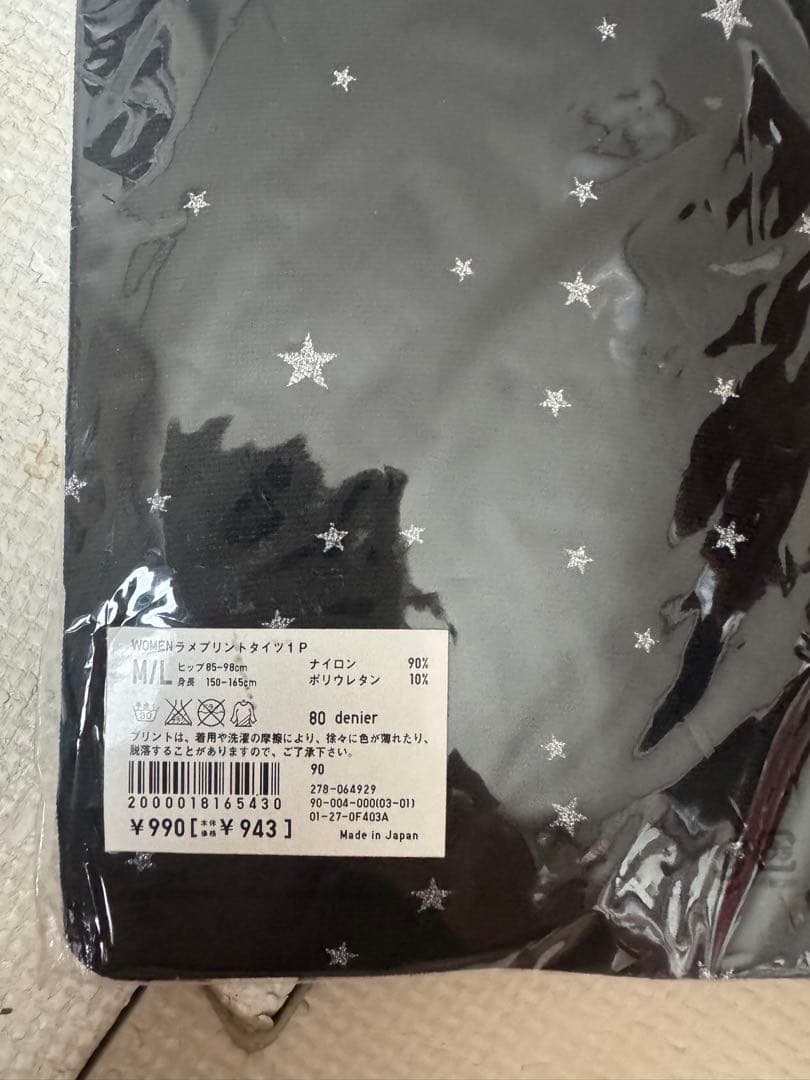 WOMENラメプリントタイツ1P
M/L ヒップ85-98cm ナイロン 90%
身長 150-165cm ポリウレタン 10%
80 denier
プリントは、着用や洗濯の摩擦により、徐々に色が薄れたり、
脱落することがありますので、ご了承下さい。
90
278-064929
2000018165430 90-004-000(03-01)
01-27-0F403A
¥990[本体価格¥943]
Made in Japan